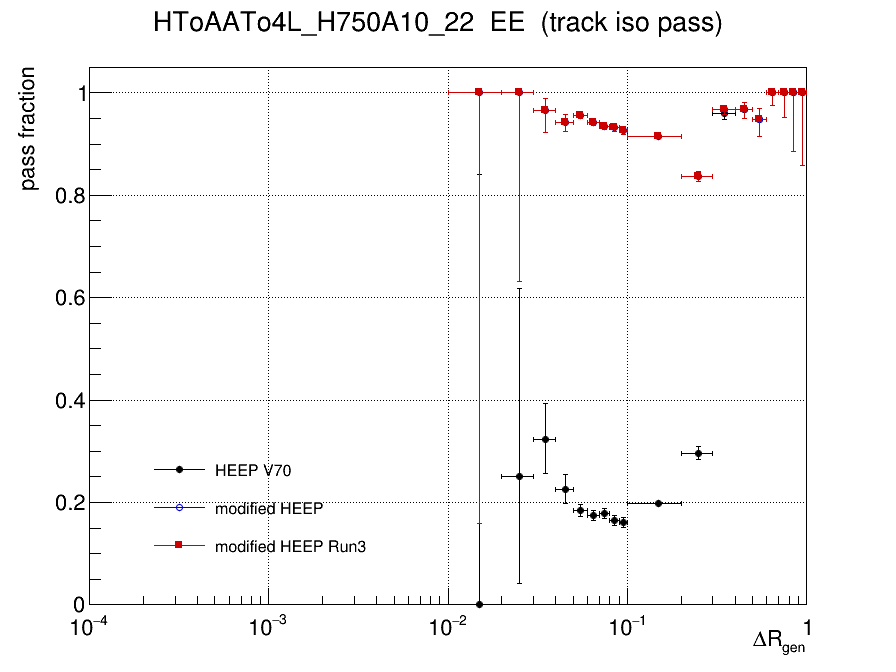 HToAATo4L_H750A10_22 EE (track iso pass)
pass fraction
1
0.8
0.6
0.4
0.2
0
HEEP V70
modified HEEP
modified HEEP Run3
10⁻⁴ 10⁻³ 10⁻² 10⁻¹ 1
ΔR_gen